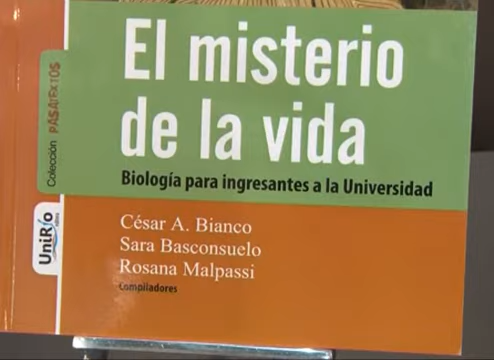 El misterio
de la vida
Biología para ingresantes a la Universidad
César A. Bianco
Sara Basconsuelo
Rosana Malpassi
Compiladores
Colección PASATEXTOS
UniRío